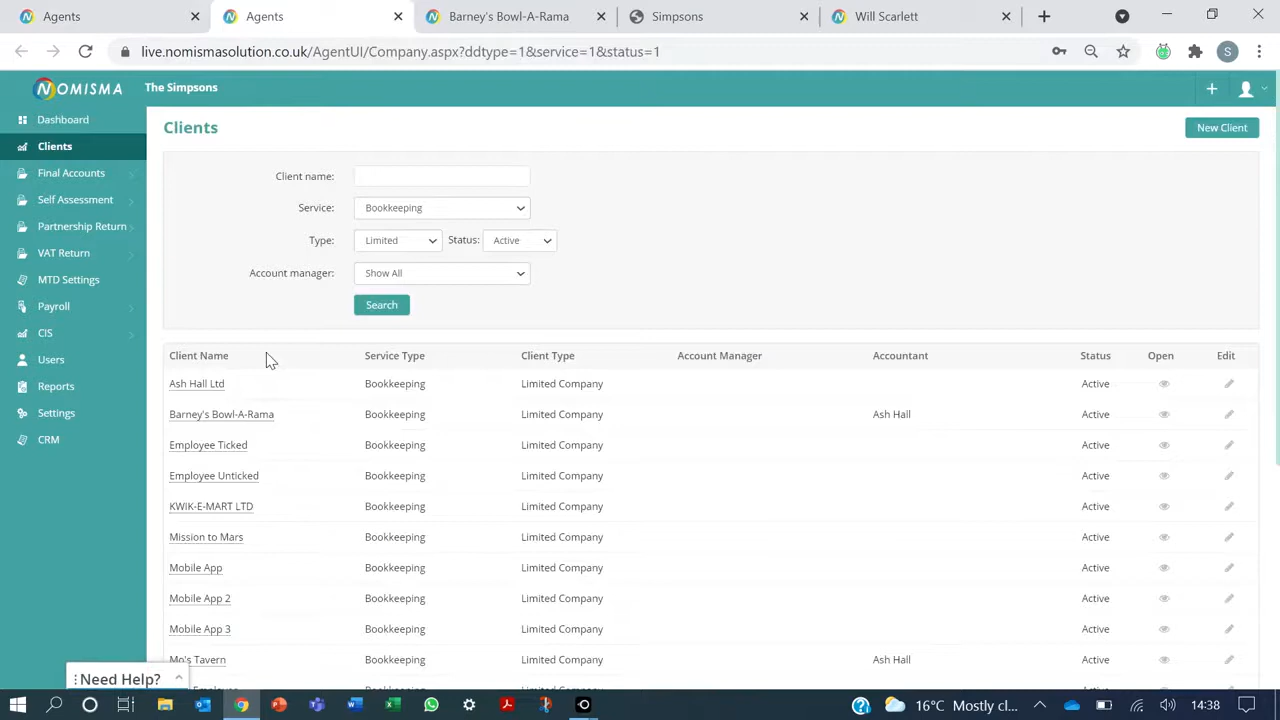 Agents
Agents
Barney's Bowl-A-Rama
Simpsons
Will Scarlett
live.nomismasolution.co.uk/AgentUI/Company.aspx?ddtype=1&service=1&status=1
S
NOMISMA
The Simpsons
Dashboard
Clients
Final Accounts
Self Assessment
Partnership Return
VAT Return
MTD Settings
Payroll
CIS
Users
Reports
Settings
CRM
Clients
New Client
Client name:
Service: Bookkeeping
Type: Limited Status: Active
Account manager: Show All
Search
Client Name Service Type Client Type Account Manager Accountant Status Open Edit
Ash Hall Ltd Bookkeeping Limited Company Active
Barney's Bowl-A-Rama Bookkeeping Limited Company Ash Hall Active
Employee Ticked Bookkeeping Limited Company Active
Employee Unticked Bookkeeping Limited Company Active
KWIK-E-MART LTD Bookkeeping Limited Company Active
Mission to Mars Bookkeeping Limited Company Active
Mobile App Bookkeeping Limited Company Active
Mobile App 2 Bookkeeping Limited Company Active
Mobile App 3 Bookkeeping Limited Company Active
Mo's Tavern Bookkeeping Limited Company Ash Hall Active
Need Help?
16°C Mostly cl... 14:38